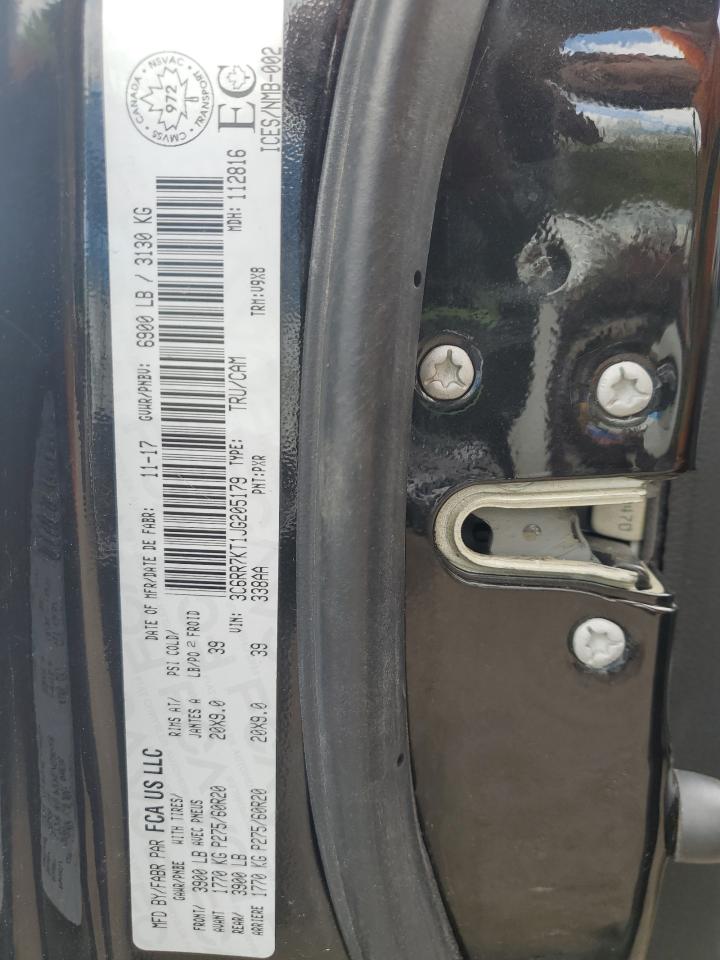 MFD BY/FABR PAR FCA US LLC
DATE OF MFR/DATE DE FABR: 11-17
GVWR/PNBV: 6900 LB / 3130 KG
GAWR/PNBE WITH TIRES/ RIMS AT/ PSI COLD/
FRONT/ 3900 LB AVEC PNEUS JANTES A LB/PO 2 FROID
AVANT 1770 KG P275/60R20 20X9.0 39
REAR/ 3900 LB
ARRIERE 1770 KG P275/60R20 20X9.0 39
VIN: 3C6RR7KT1JG205179 TYPE: TRU/CAM
338AA PNT:PXR TRM:V9X8
MDH: 112816
CANADA NSVAC
972
CMVSS TRANSPORT
EC
ICES/NMB-002
470